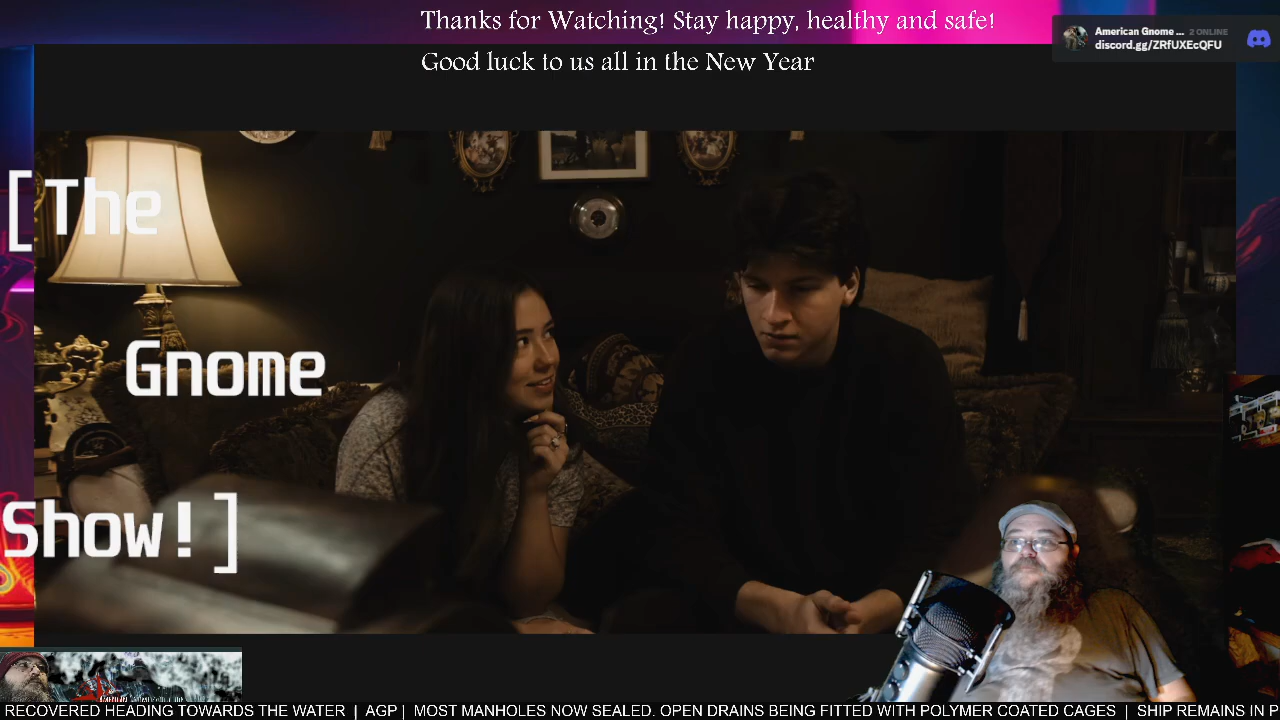 Thanks for Watching! Stay happy, healthy and safe!
American Gnome ... 2 ONLINE
discord.gg/ZRfUXEcQFU
Good luck to us all in the New Year
[The
Gnome
Show!]
RECOVERED HEADING TOWARDS THE WATER | AGP | MOST MANHOLES NOW SEALED. OPEN DRAINS BEING FITTED WITH POLYMER COATED CAGES | SHIP REMAINS IN P